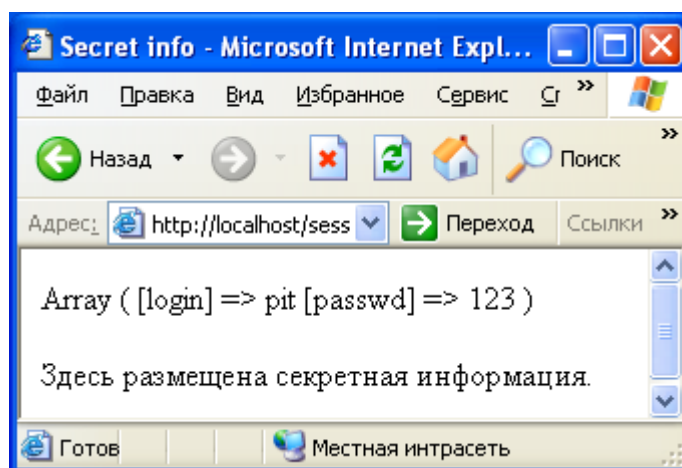 Secret info - Microsoft Internet Expl...
Файл Правка Вид Избранное Сервис »
Назад Поиск »
Адрес: http://localhost/sess Переход Ссылки »
Array ( [login] => pit [passwd] => 123 )
Здесь размещена секретная информация.
Готов Местная интрасеть